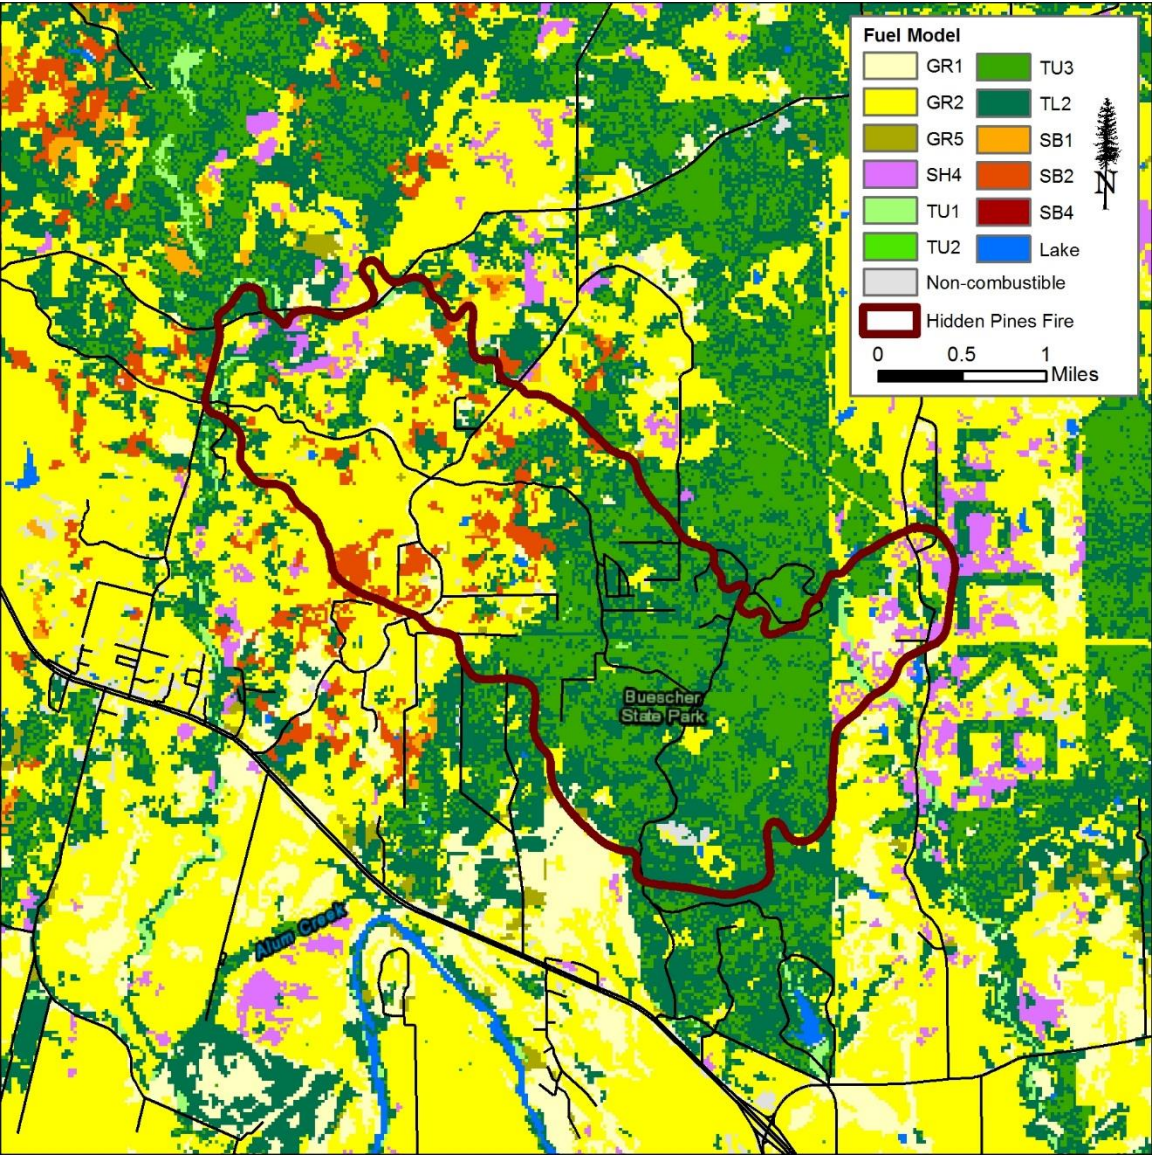 Fuel Model
GR1
GR2
GR5
SH4
TU1
TU2
TU3
TL2
SB1
SB2
SB4
Lake
Non-combustible
Hidden Pines Fire
0 0.5 1
Miles
N
Buescher
State Park
Alum Creek
LUEKE